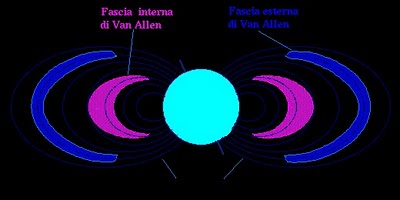 Fascia interna
di Van Allen
Fascia esterna
di Van Allen